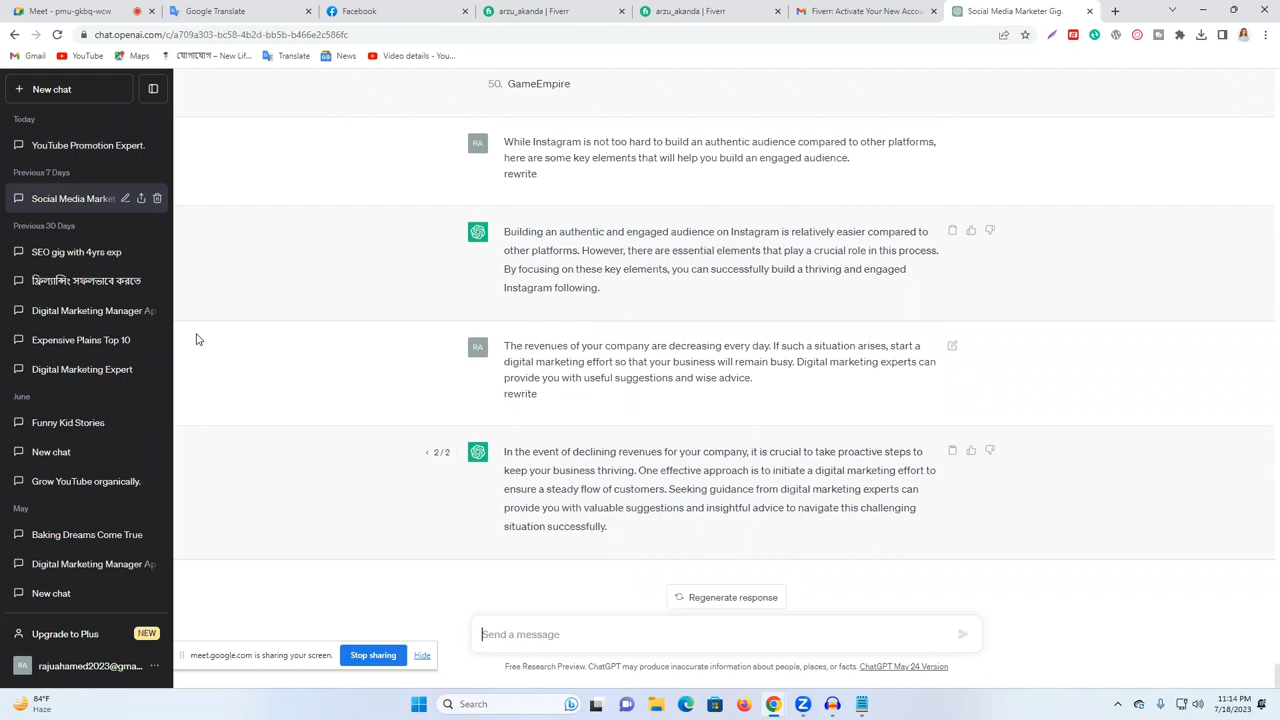 Meet - pmu-gkbq-wcw
Google Translate
Facebook
arzu_akanda | Fiverr
arzu_akanda | Fiverr
Fiverr: Activate Your New Accou
Social Media Marketer Gig.
chat.openai.com/c/a709a303-bc58-4b2d-bb5b-b466e2c586fc
Gmail
YouTube
Maps
যোগাযোগ – New Lif...
Translate
News
Video details - You...
New chat
Today
YouTube Promotion Expert.
Previous 7 Days
Social Media Market
Previous 30 Days
SEO gig with 4yrs exp
ফ্রিল্যান্সিং সফলভাবে করতে
Digital Marketing Manager Ap
Expensive Plains Top 10
Digital Marketing Expert
June
Funny Kid Stories
New chat
Grow YouTube organically.
May
Baking Dreams Come True
Digital Marketing Manager Ap
New chat
Upgrade to Plus NEW
RA rajuahamed2023@gma... ...
50. GameEmpire
RA
While Instagram is not too hard to build an authentic audience compared to other platforms,
here are some key elements that will help you build an engaged audience.
rewrite
Building an authentic and engaged audience on Instagram is relatively easier compared to
other platforms. However, there are essential elements that play a crucial role in this process.
By focusing on these key elements, you can successfully build a thriving and engaged
Instagram following.
RA
The revenues of your company are decreasing every day. If such a situation arises, start a
digital marketing effort so that your business will remain busy. Digital marketing experts can
provide you with useful suggestions and wise advice.
rewrite
< 2 / 2
In the event of declining revenues for your company, it is crucial to take proactive steps to
keep your business thriving. One effective approach is to initiate a digital marketing effort to
ensure a steady flow of customers. Seeking guidance from digital marketing experts can
provide you with valuable suggestions and insightful advice to navigate this challenging
situation successfully.
Regenerate response
Send a message
meet.google.com is sharing your screen.
Stop sharing
Hide
Free Research Preview. ChatGPT may produce inaccurate information about people, places, or facts. ChatGPT May 24 Version
84°F
Haze
Search
11:14 PM
7/18/2023